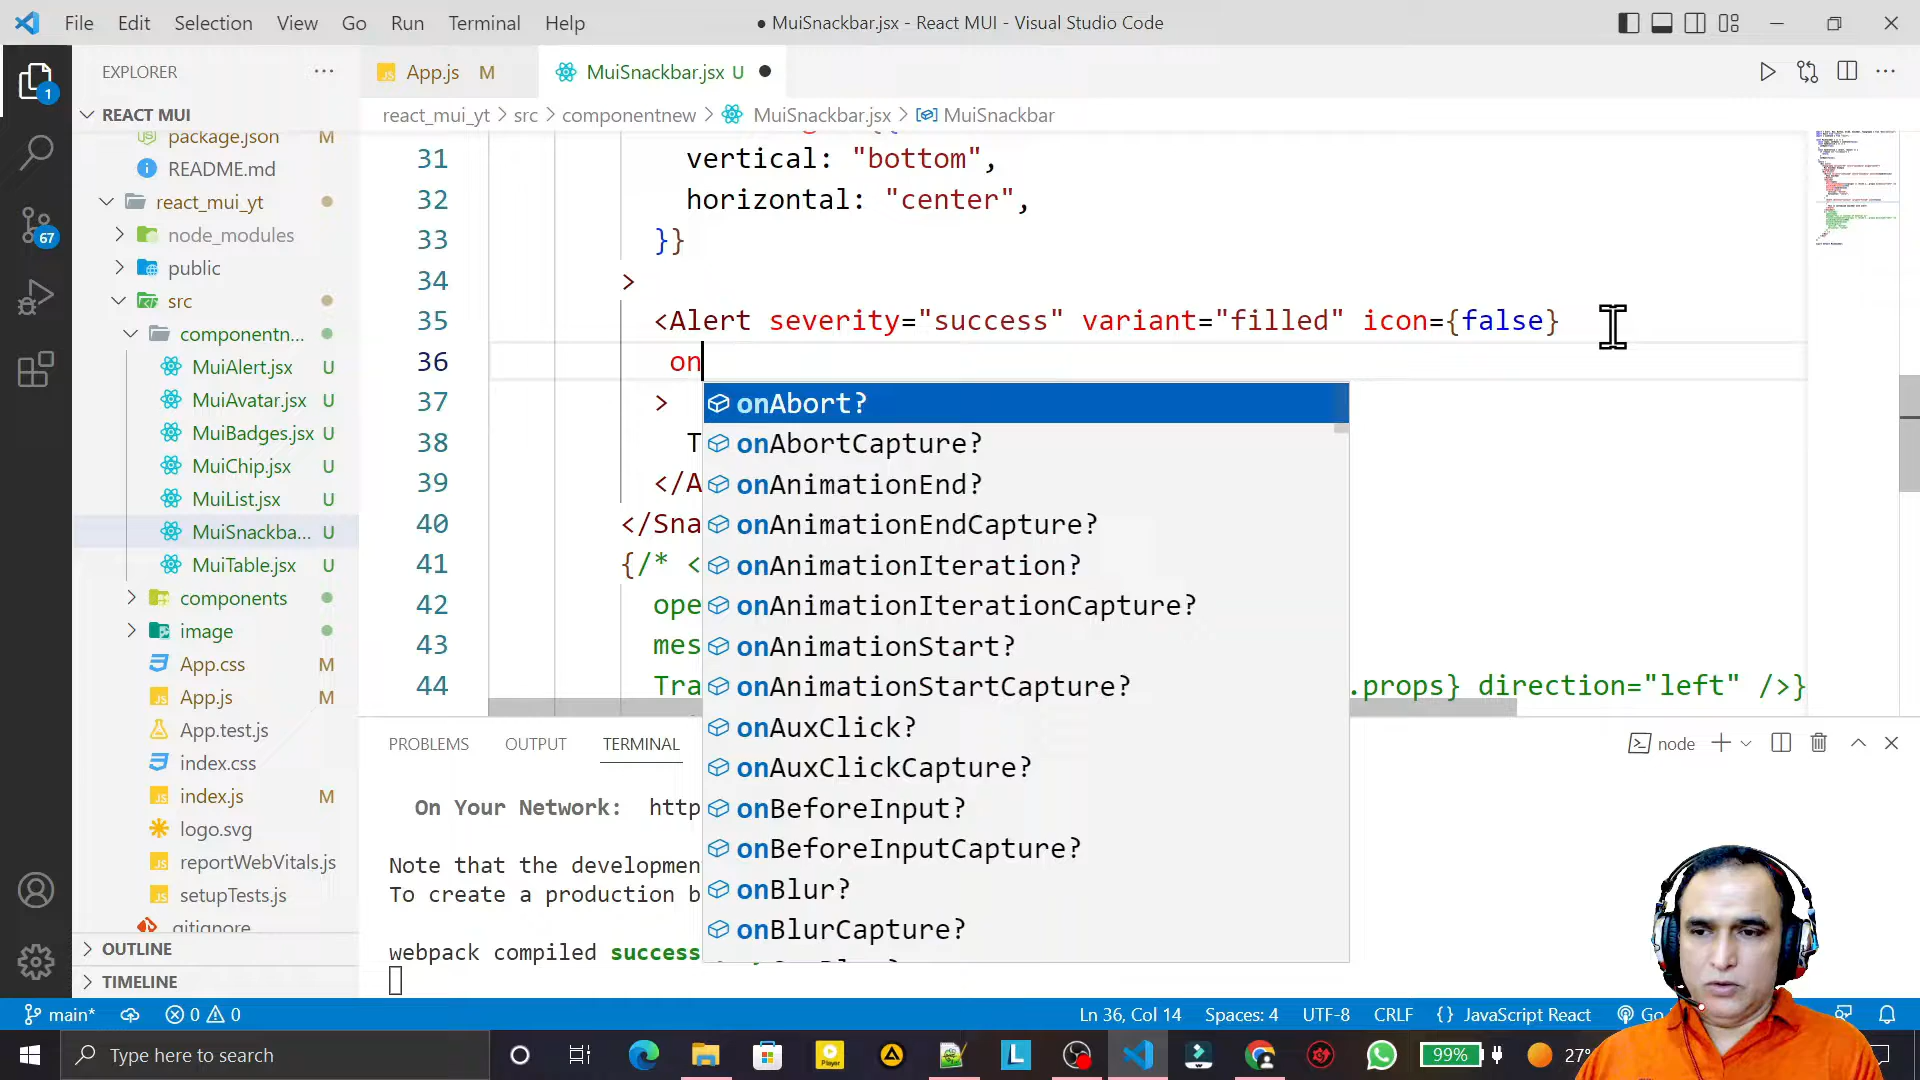 File Edit Selection View Go Run Terminal Help
● MuiSnackbar.jsx - React MUI - Visual Studio Code
EXPLORER
App.js M
MuiSnackbar.jsx U
REACT MUI
react_mui_yt > src > componentnew > MuiSnackbar.jsx > MuiSnackbar
package.json M
README.md
react_mui_yt
node_modules
public
src
componentn...
MuiAlert.jsx U
MuiAvatar.jsx U
MuiBadges.jsx U
MuiChip.jsx U
MuiList.jsx U
MuiSnackba... U
MuiTable.jsx U
components
image
App.css M
App.js M
App.test.js
index.css
index.js M
logo.svg
reportWebVitals.js
setupTests.js
.gitignore
OUTLINE
TIMELINE
1
67
31 vertical: "bottom",
32 horizontal: "center",
33 }}
34 >
35 <Alert severity="success" variant="filled" icon={false}
36 on
37 >
38 T
39 </A
40 </Sna
41 {/* <
42 ope
43 mes
44 Tra .props} direction="left" />}
onAbort?
onAbortCapture?
onAnimationEnd?
onAnimationEndCapture?
onAnimationIteration?
onAnimationIterationCapture?
onAnimationStart?
onAnimationStartCapture?
onAuxClick?
onAuxClickCapture?
onBeforeInput?
onBeforeInputCapture?
onBlur?
onBlurCapture?
PROBLEMS OUTPUT TERMINAL
node
On Your Network: http
Note that the developmen
To create a production b
webpack compiled success
main* 0 0
Ln 36, Col 14 Spaces: 4 UTF-8 CRLF {} JavaScript React Go
Type here to search
Player
L
99%
27°